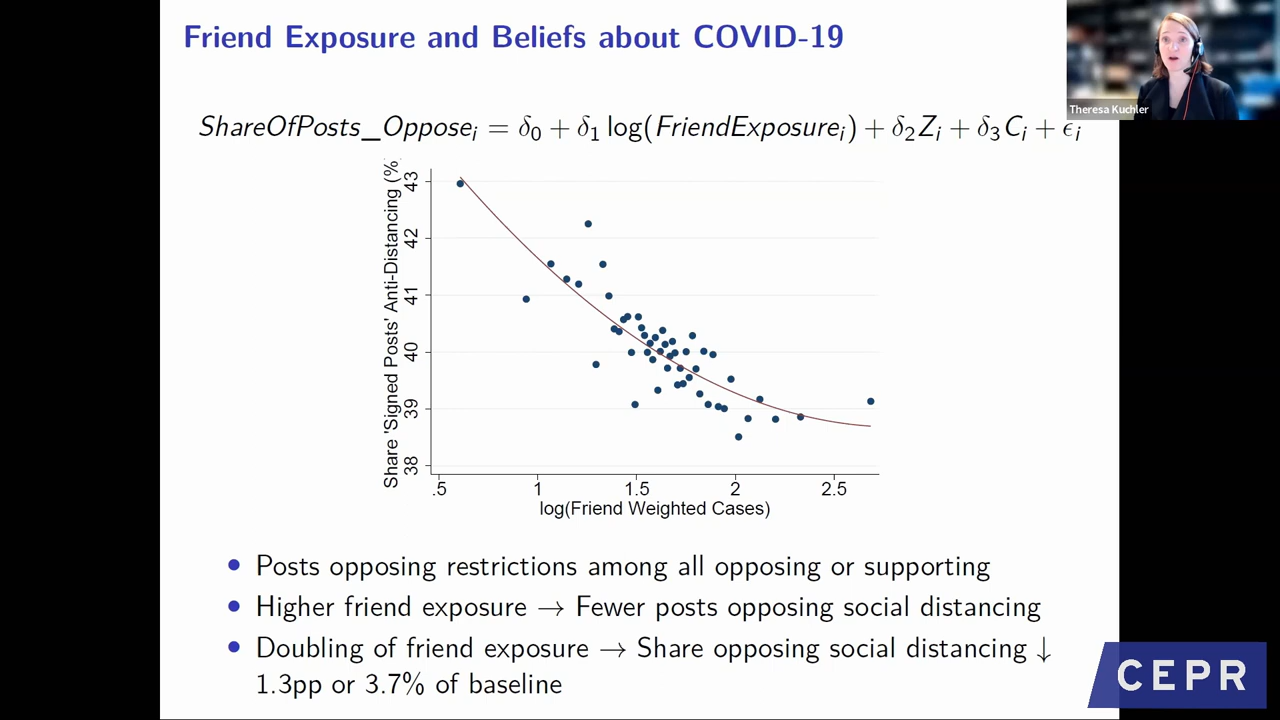 Friend Exposure and Beliefs about COVID-19
Theresa Kuchler
ShareOfPosts_Oppose_i = δ_0 + δ_1 log(FriendExposure_i) + δ_2 Z_i + δ_3 C_i + ϵ_i
Share 'Signed Posts' Anti-Distancing (%
43
42
41
40
39
38
.5 1 1.5 2 2.5
log(Friend Weighted Cases)
• Posts opposing restrictions among all opposing or supporting
• Higher friend exposure → Fewer posts opposing social distancing
• Doubling of friend exposure → Share opposing social distancing ↓
1.3pp or 3.7% of baseline
CEPR